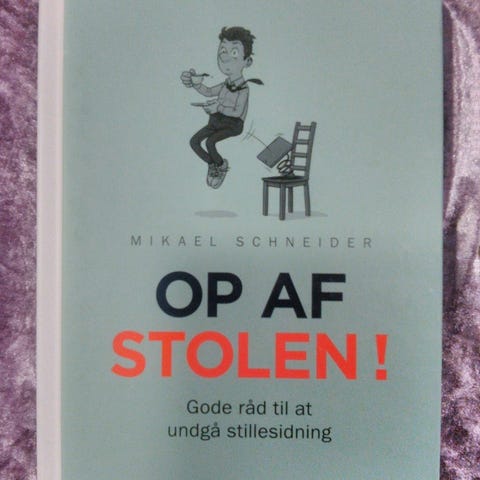 MIKAEL SCHNEIDER
OP AF
STOLEN!
Gode råd til at
undgå stillesidning